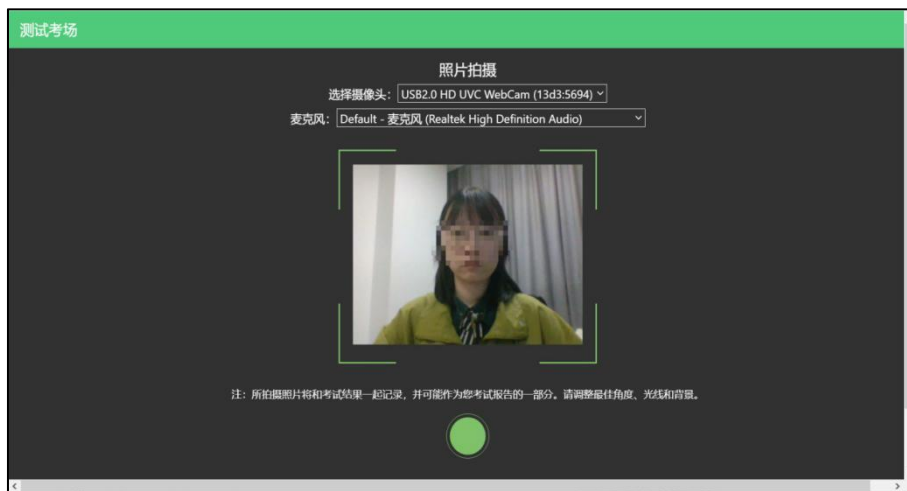 测试考场
照片拍摄
选择摄像头： USB2.0 HD UVC WebCam (13d3:5694)
麦克风： Default - 麦克风 (Realtek High Definition Audio)
注：所拍摄照片将和考试结果一起记录，并可能作为您考试报告的一部分。请调整最佳角度、光线和背景。